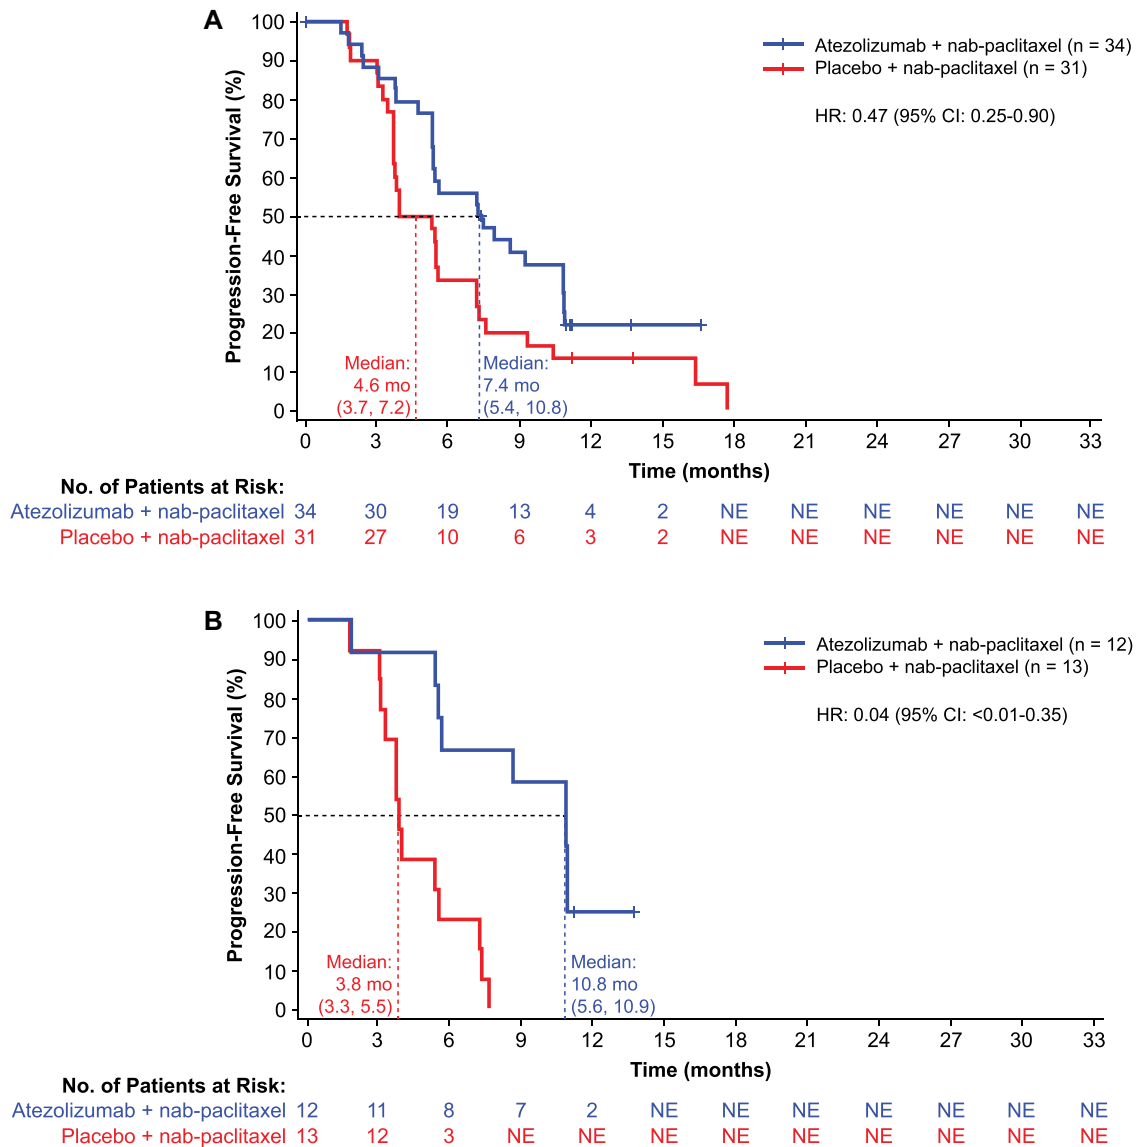 A
100
90
80
70
60
50
40
30
20
10
0
Progression-Free Survival (%)
Atezolizumab + nab-paclitaxel (n = 34)
Placebo + nab-paclitaxel (n = 31)
HR: 0.47 (95% CI: 0.25-0.90)
Median:
4.6 mo
(3.7, 7.2)
Median:
7.4 mo
(5.4, 10.8)
0 3 6 9 12 15 18 21 24 27 30 33
Time (months)
No. of Patients at Risk:
Atezolizumab + nab-paclitaxel 34 30 19 13 4 2 NE NE NE NE NE NE
Placebo + nab-paclitaxel 31 27 10 6 3 2 NE NE NE NE NE NE
B
100
90
80
70
60
50
40
30
20
10
0
Progression-Free Survival (%)
Atezolizumab + nab-paclitaxel (n = 12)
Placebo + nab-paclitaxel (n = 13)
HR: 0.04 (95% CI: <0.01-0.35)
Median:
3.8 mo
(3.3, 5.5)
Median:
10.8 mo
(5.6, 10.9)
0 3 6 9 12 15 18 21 24 27 30 33
Time (months)
No. of Patients at Risk:
Atezolizumab + nab-paclitaxel 12 11 8 7 2 NE NE NE NE NE NE NE
Placebo + nab-paclitaxel 13 12 3 NE NE NE NE NE NE NE NE NE